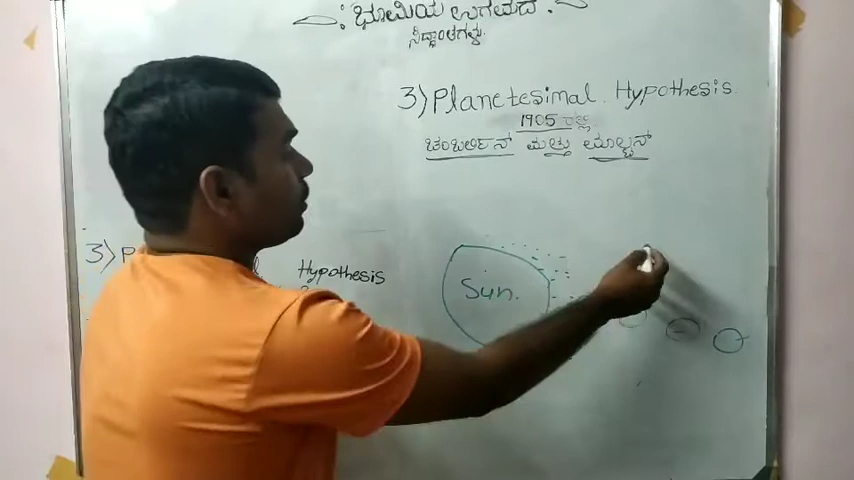 : ಭೂಮಿಯ ಉಗಮದ :
ಸಿದ್ಧಾಂತಗಳು
3) Planetesimal Hypothesis
1905 ರಲ್ಲಿ
ಚಂಬರ್ಲಿನ್ ಮತ್ತು ಮೌಲ್ಟನ್
3) P
Hypothesis
Sun.